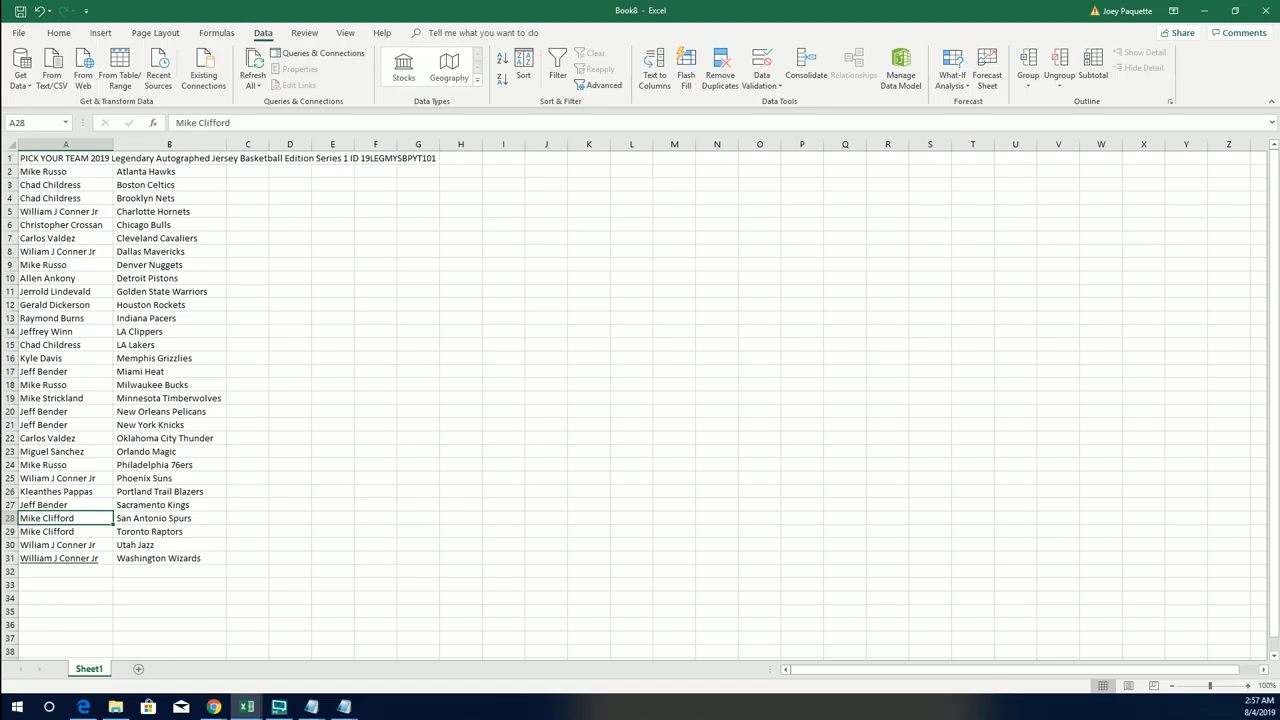 Book8 - Excel
Joey Paquette
File Home Insert Page Layout Formulas Data Review View Help Tell me what you want to do
Share Comments
Get Data From Text/CSV From Web From Table/Range Recent Sources Existing Connections
Get & Transform Data
Refresh All Queries & Connections Properties Edit Links
Queries & Connections
Stocks Geography
Data Types
Sort Filter Clear Reapply Advanced
Sort & Filter
Text to Columns Flash Fill Remove Duplicates Data Validation Consolidate Relationships Manage Data Model
Data Tools
What-If Analysis Forecast Sheet
Forecast
Group Ungroup Subtotal Show Detail Hide Detail
Outline
A28 fx Mike Clifford
A B C D E F G H I J K L M N O P Q R S T U V W X Y Z
1 PICK YOUR TEAM 2019 Legendary Autographed Jersey Basketball Edition Series 1 ID 19LEGMYSBPYT101
2 Mike Russo Atlanta Hawks
3 Chad Childress Boston Celtics
4 Chad Childress Brooklyn Nets
5 William J Conner Jr Charlotte Hornets
6 Christopher Crossan Chicago Bulls
7 Carlos Valdez Cleveland Cavaliers
8 Wiliam J Conner Jr Dallas Mavericks
9 Mike Russo Denver Nuggets
10 Allen Ankony Detroit Pistons
11 Jerrold Lindevald Golden State Warriors
12 Gerald Dickerson Houston Rockets
13 Raymond Burns Indiana Pacers
14 Jeffrey Winn LA Clippers
15 Chad Childress LA Lakers
16 Kyle Davis Memphis Grizzlies
17 Jeff Bender Miami Heat
18 Mike Russo Milwaukee Bucks
19 Mike Strickland Minnesota Timberwolves
20 Jeff Bender New Orleans Pelicans
21 Jeff Bender New York Knicks
22 Carlos Valdez Oklahoma City Thunder
23 Miguel Sanchez Orlando Magic
24 Mike Russo Philadelphia 76ers
25 Wiliam J Conner Jr Phoenix Suns
26 Kleanthes Pappas Portland Trail Blazers
27 Jeff Bender Sacramento Kings
28 Mike Clifford San Antonio Spurs
29 Mike Clifford Toronto Raptors
30 Wiliam J Conner Jr Utah Jazz
31 William J Conner Jr Washington Wizards
32
33
34
35
36
37
38
Sheet1
100%
2:57 AM
8/4/2019